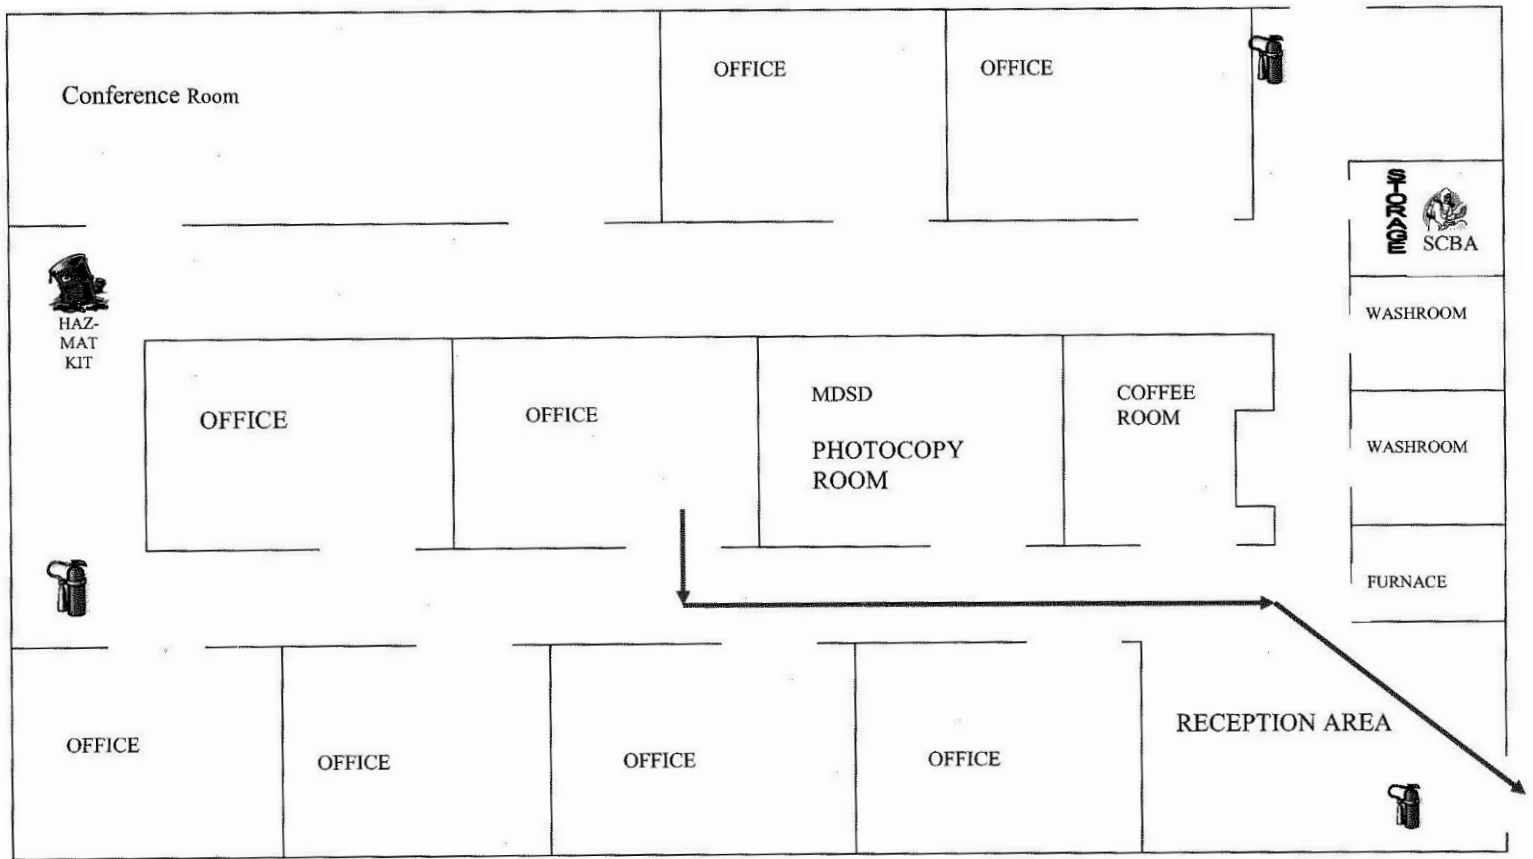 Conference Room
OFFICE
OFFICE
STORAGE
SCBA
HAZ-
MAT
KIT
WASHROOM
OFFICE
OFFICE
MDSD
PHOTOCOPY
ROOM
COFFEE
ROOM
WASHROOM
FURNACE
OFFICE
OFFICE
OFFICE
OFFICE
RECEPTION AREA